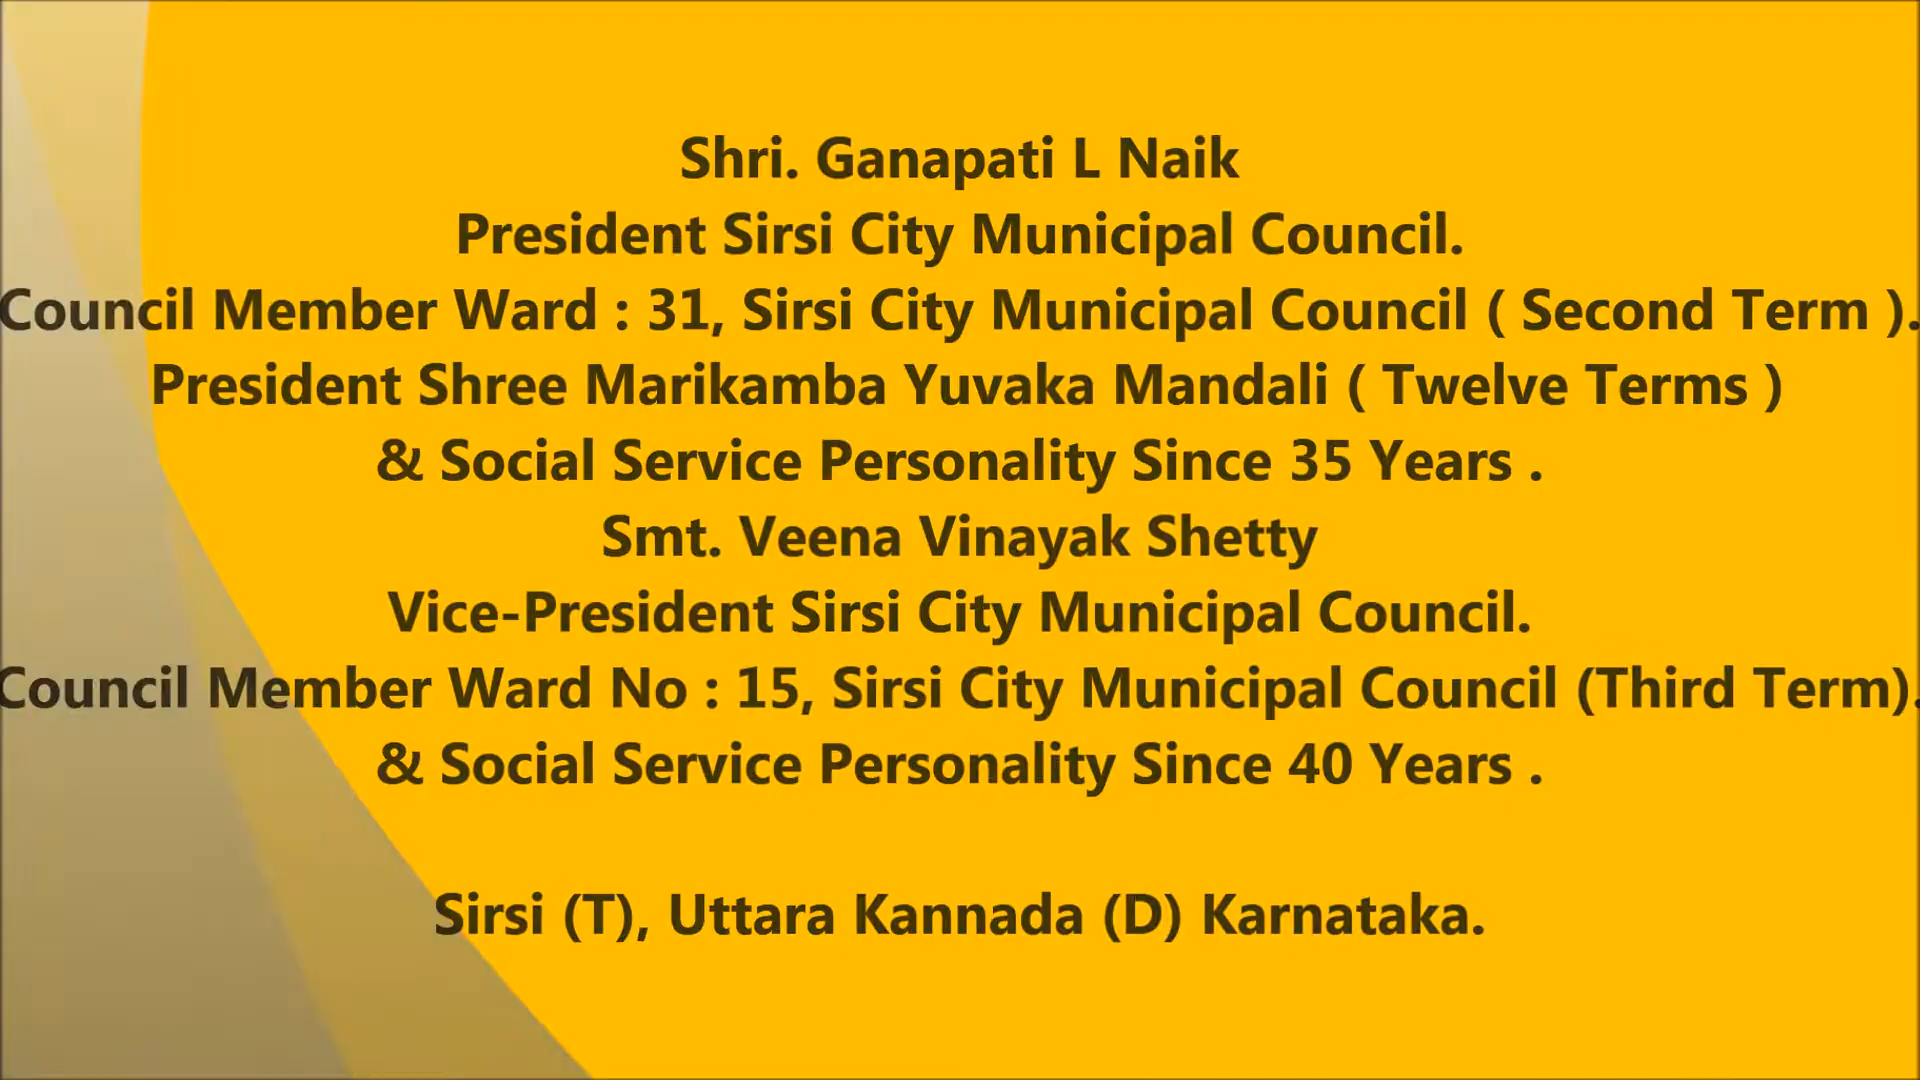 Shri. Ganapati L Naik
President Sirsi City Municipal Council.
Council Member Ward : 31, Sirsi City Municipal Council ( Second Term ).
President Shree Marikamba Yuvaka Mandali ( Twelve Terms )
& Social Service Personality Since 35 Years .
Smt. Veena Vinayak Shetty
Vice-President Sirsi City Municipal Council.
Council Member Ward No : 15, Sirsi City Municipal Council (Third Term).
& Social Service Personality Since 40 Years .
Sirsi (T), Uttara Kannada (D) Karnataka.